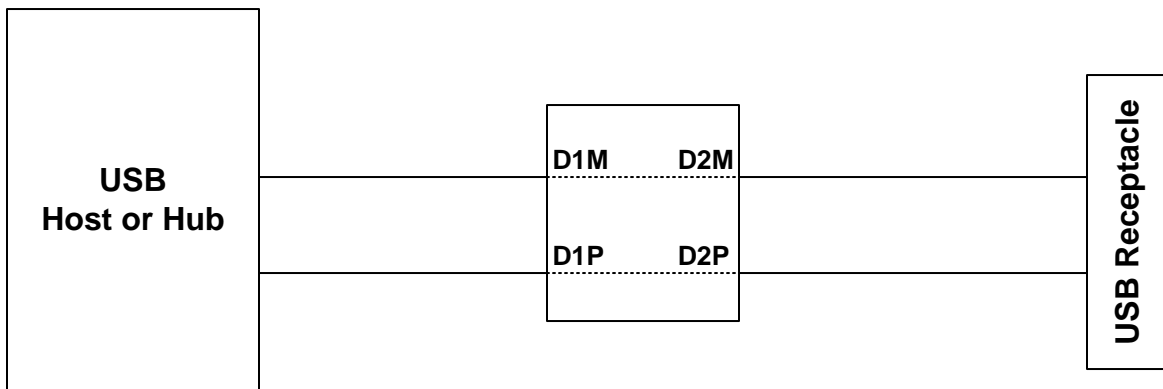 USB
Host or Hub
D1M D2M
D1P D2P
USB Receptacle